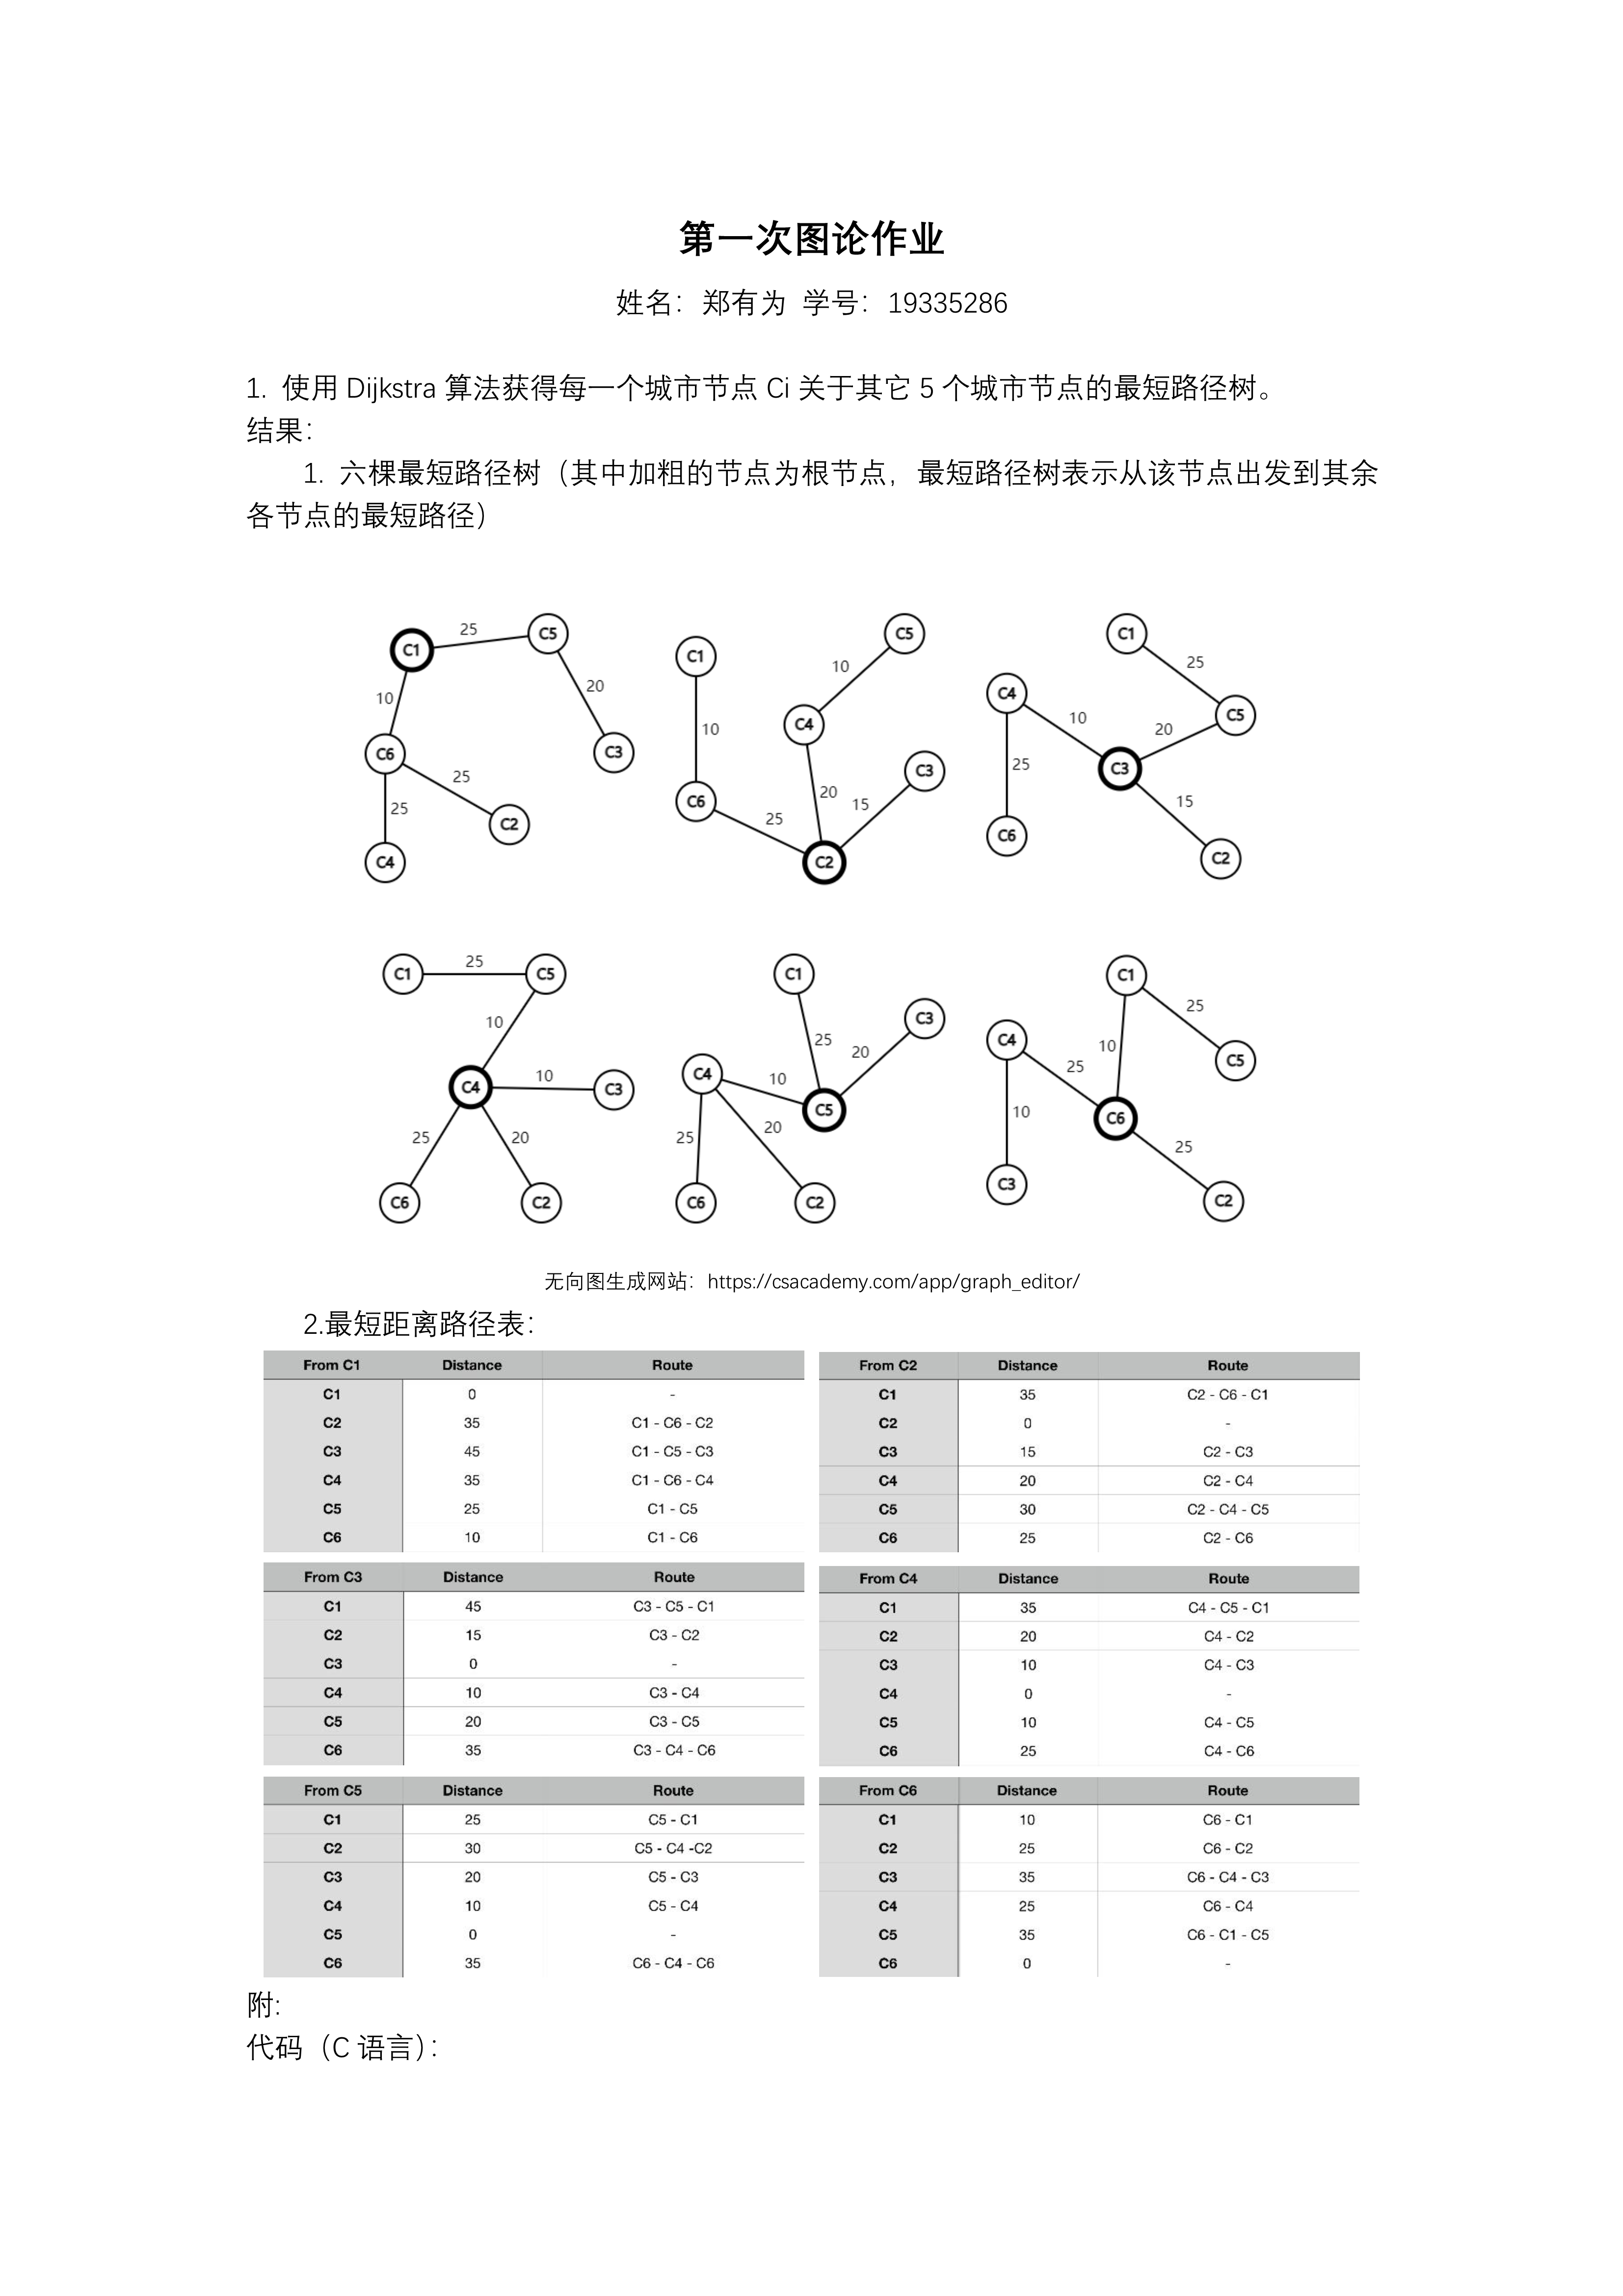 第一次图论作业
姓名：郑有为 学号：19335286
1. 使用 Dijkstra 算法获得每一个城市节点 Ci 关于其它 5 个城市节点的最短路径树。
结果：
1. 六棵最短路径树（其中加粗的节点为根节点，最短路径树表示从该节点出发到其余
各节点的最短路径）
C1 25 C5 10 20 C6 C3 25 25 C2 C4
C1 C5 10 10 C4 C3 C6 20 15 25 C2
C1 25 C4 10 20 C5 25 C3 15 C6 C2
C1 25 C5 10 C4 10 C3 25 20 C6 C2
C1 C3 25 20 C4 10 C5 25 20 C6 C2
C1 25 C4 10 C5 25 10 C6 25 C3 C2
无向图生成网站：https://csacademy.com/app/graph_editor/
2.最短距离路径表：
From C1 Distance Route
C1 0 -
C2 35 C1 - C6 - C2
C3 45 C1 - C5 - C3
C4 35 C1 - C6 - C4
C5 25 C1 - C5
C6 10 C1 - C6
From C2 Distance Route
C1 35 C2 - C6 - C1
C2 0 -
C3 15 C2 - C3
C4 20 C2 - C4
C5 30 C2 - C4 - C5
C6 25 C2 - C6
From C3 Distance Route
C1 45 C3 - C5 - C1
C2 15 C3 - C2
C3 0 -
C4 10 C3 - C4
C5 20 C3 - C5
C6 35 C3 - C4 - C6
From C4 Distance Route
C1 35 C4 - C5 - C1
C2 20 C4 - C2
C3 10 C4 - C3
C4 0 -
C5 10 C4 - C5
C6 25 C4 - C6
From C5 Distance Route
C1 25 C5 - C1
C2 30 C5 - C4 -C2
C3 20 C5 - C3
C4 10 C5 - C4
C5 0 -
C6 35 C6 - C4 - C6
From C6 Distance Route
C1 10 C6 - C1
C2 25 C6 - C2
C3 35 C6 - C4 - C3
C4 25 C6 - C4
C5 35 C6 - C1 - C5
C6 0 -
附:
代码（C 语言）：